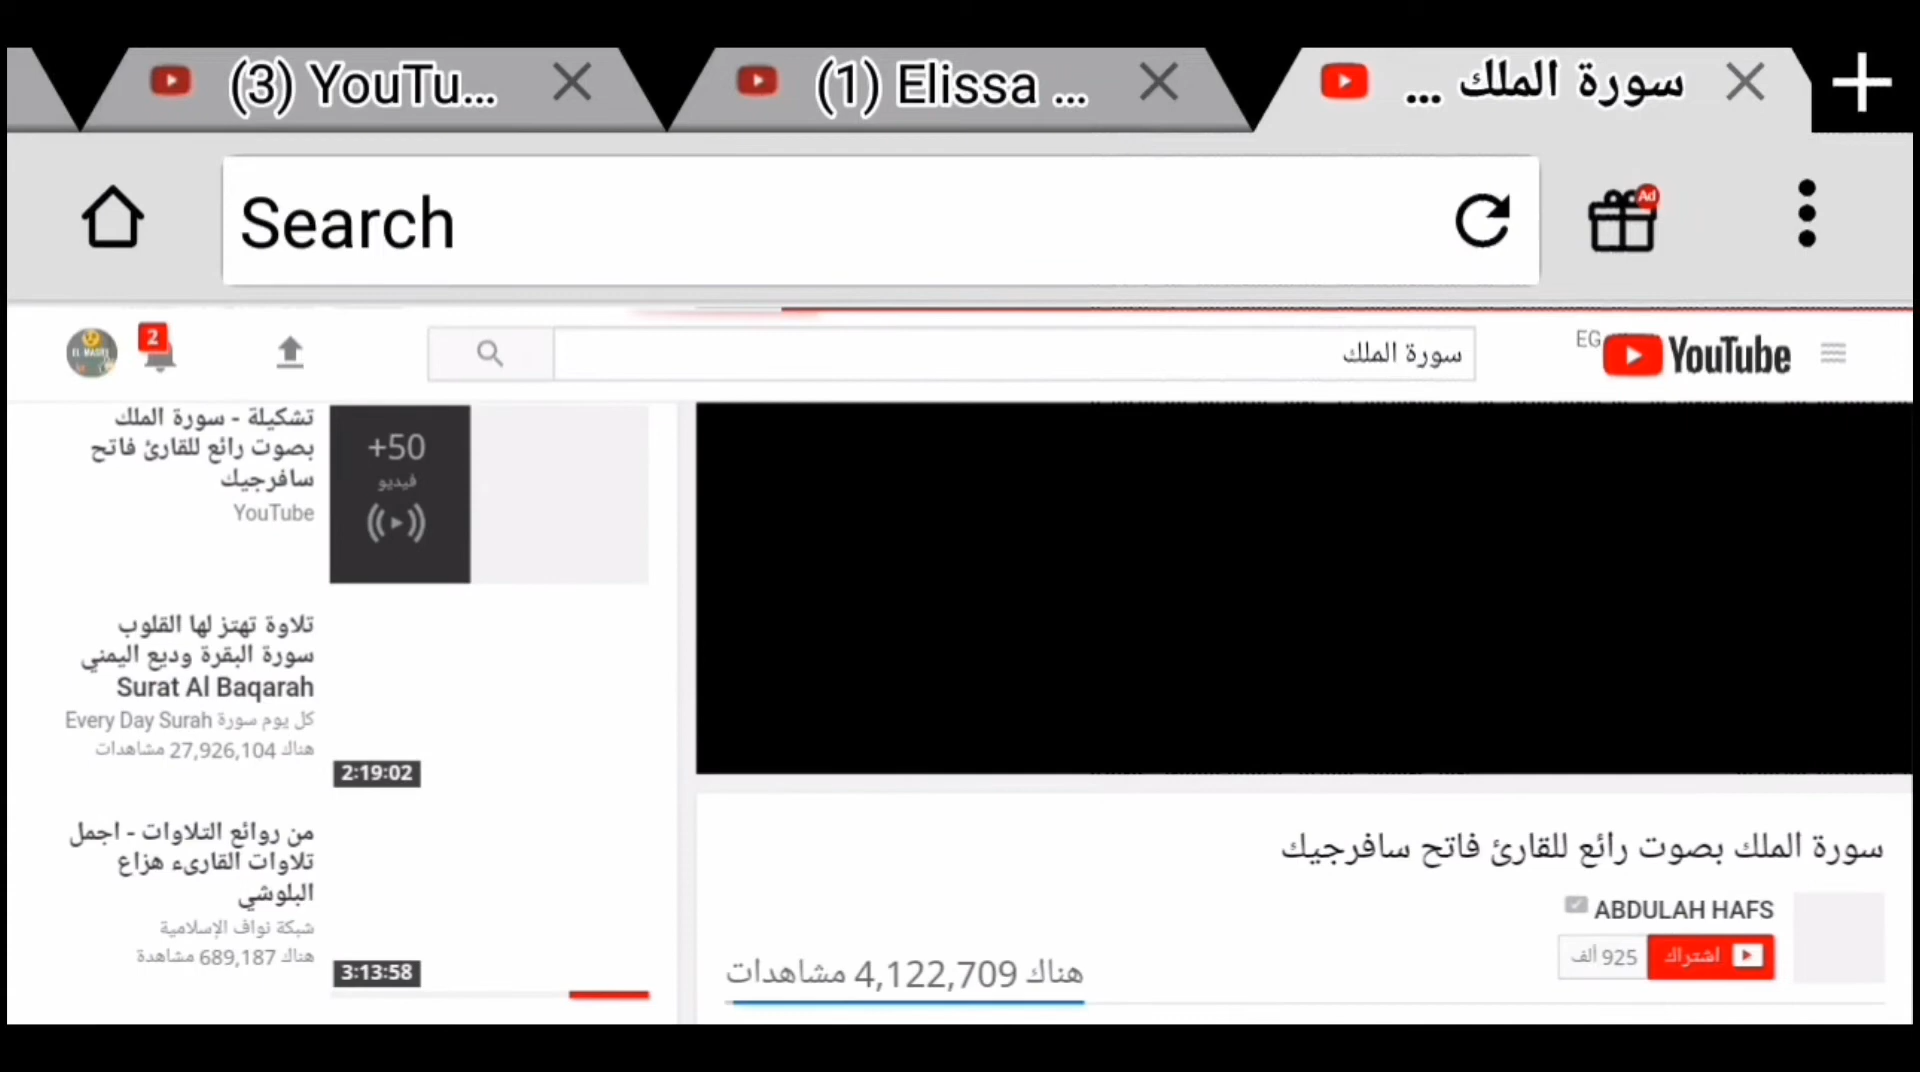 (3) YouTu...
(1) Elissa ...
سورة الملك ...
Search
Ad
2
سورة الملك
EG
YouTube
تشكيلة - سورة الملك
بصوت رائع للقارئ فاتح
سافرجيك
YouTube
+50
فيديو
تلاوة تهتز لها القلوب
سورة البقرة وديع اليمني
Surat Al Baqarah
كل يوم سورة Every Day Surah
هناك 27,926,104 مشاهدات
2:19:02
من روائع التلاوات - اجمل
تلاوات القارىء هزاع
البلوشي
شبكة نواف الإسلامية
هناك 689,187 مشاهدة
3:13:58
سورة الملك بصوت رائع للقارئ فاتح سافرجيك
ABDULAH HAFS
اشتراك
925 ألف
هناك 4,122,709 مشاهدات